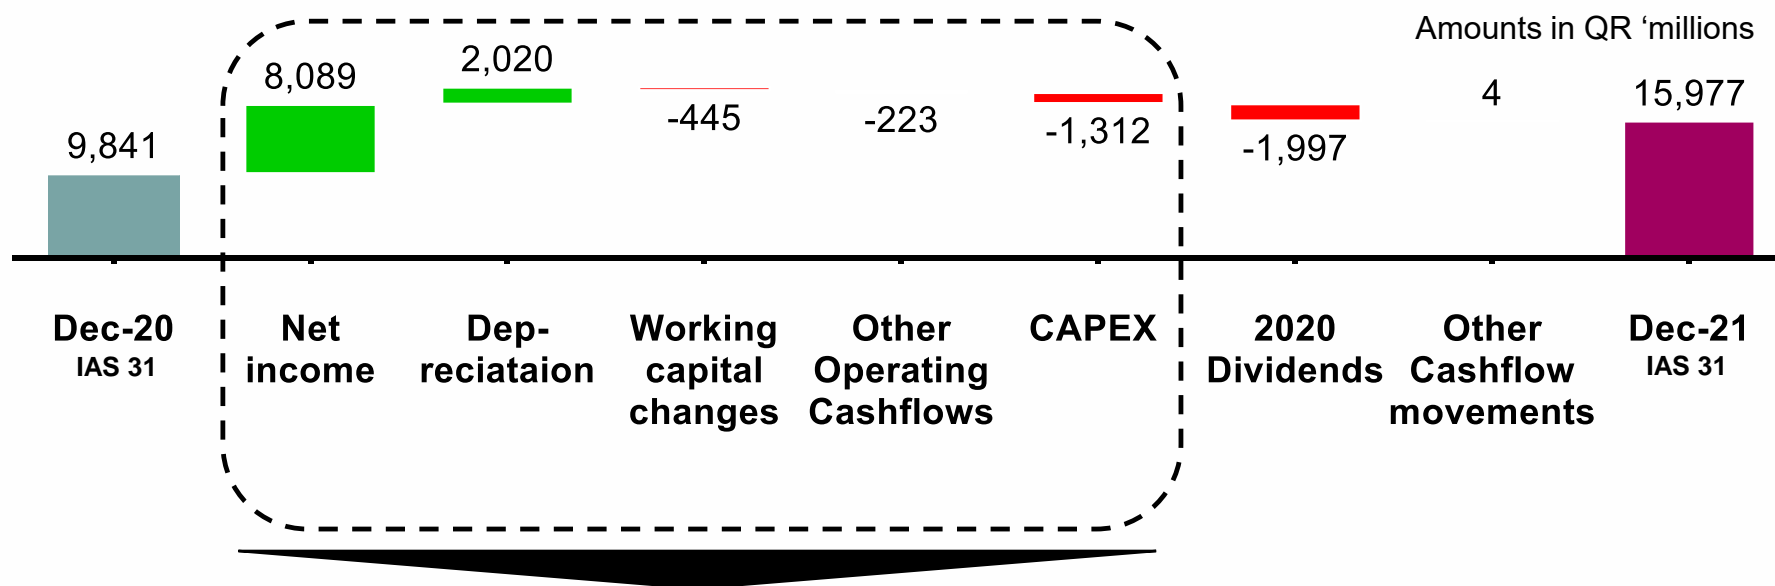 Amounts in QR ‘millions
9,841
8,089
2,020
-445
-223
-1,312
-1,997
4
15,977
Dec-20
IAS 31
Net
income
Dep-
reciataion
Working
capital
changes
Other
Operating
Cashflows
CAPEX
2020
Dividends
Other
Cashflow
movements
Dec-21
IAS 31